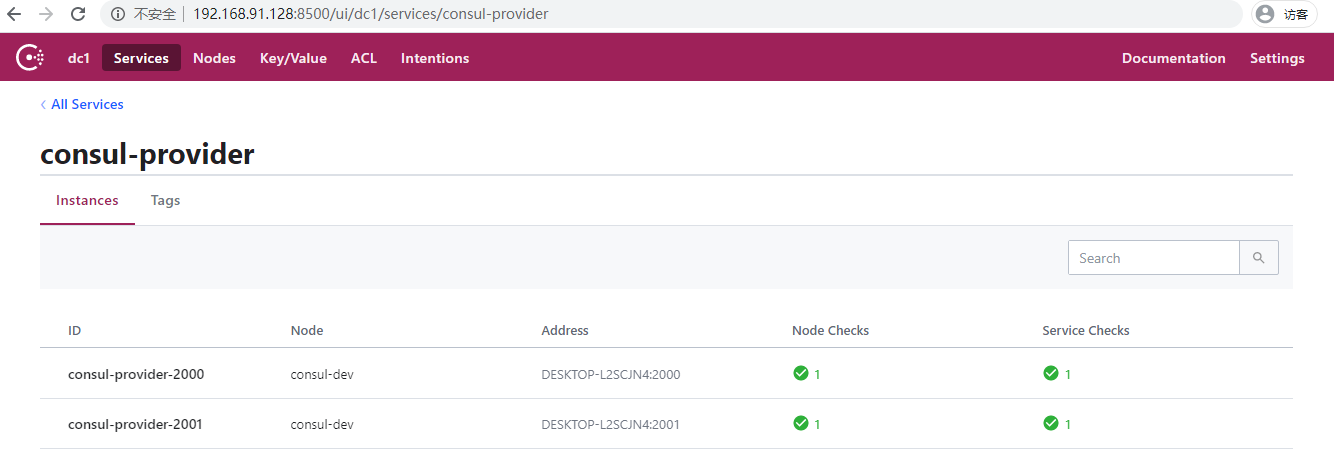 不安全 | 192.168.91.128:8500/ui/dc1/services/consul-provider 访客
dc1 Services Nodes Key/Value ACL Intentions Documentation Settings
‹ All Services
consul-provider
Instances Tags
Search
ID Node Address Node Checks Service Checks
consul-provider-2000 consul-dev DESKTOP-L2SCJN4:2000 1 1
consul-provider-2001 consul-dev DESKTOP-L2SCJN4:2001 1 1